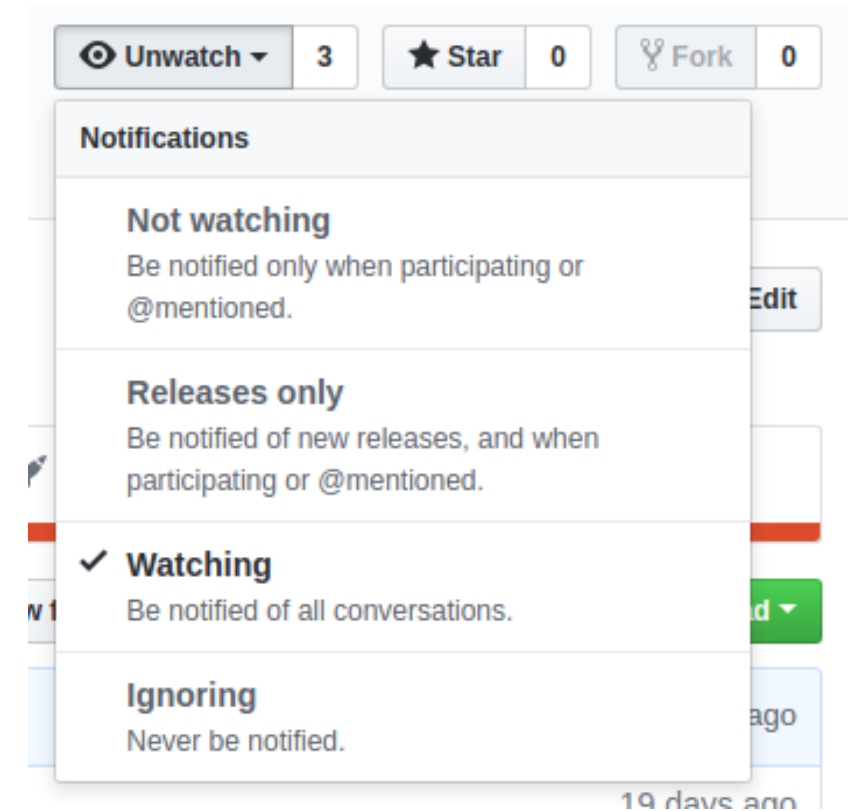 Unwatch 3 Star 0 Fork 0
Notifications
Not watching
Be notified only when participating or
@mentioned.
Edit
Releases only
Be notified of new releases, and when
participating or @mentioned.
Watching
Be notified of all conversations.
Ignoring
Never be notified.
ago
19 days ago